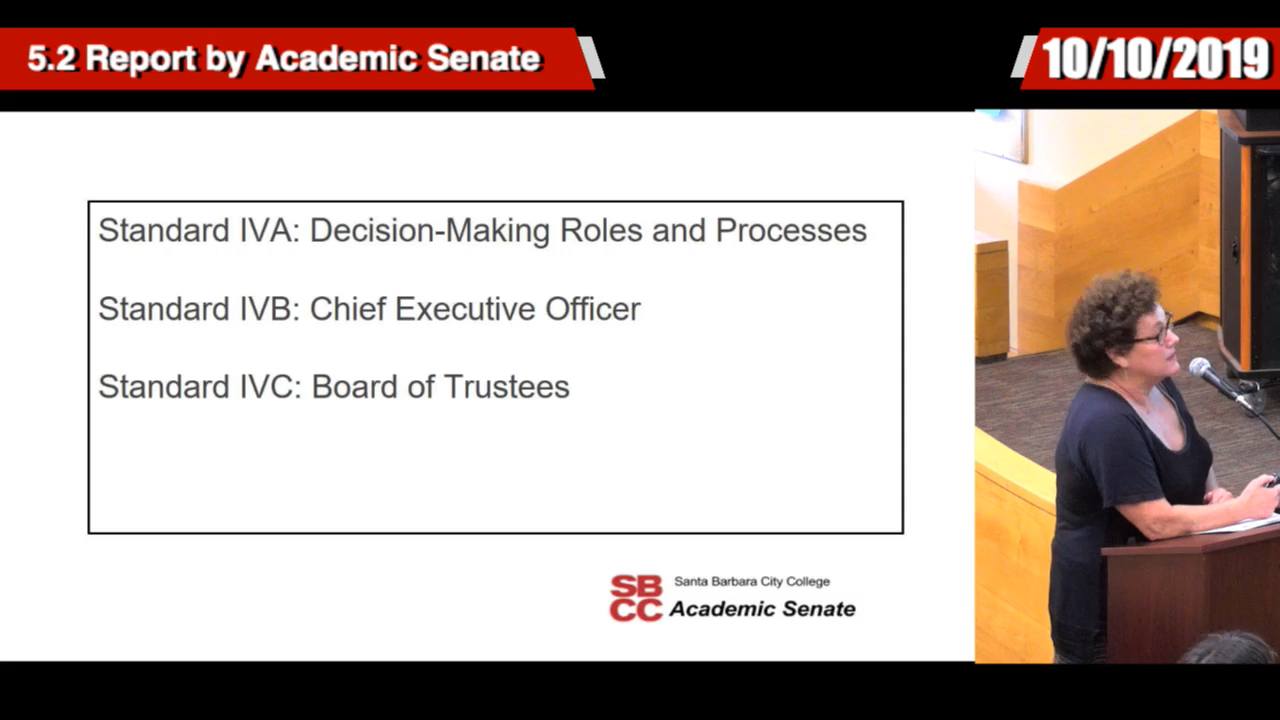 5.2 Report by Academic Senate
10/10/2019
Standard IVA: Decision-Making Roles and Processes
Standard IVB: Chief Executive Officer
Standard IVC: Board of Trustees
SB
CC
Santa Barbara City College
Academic Senate